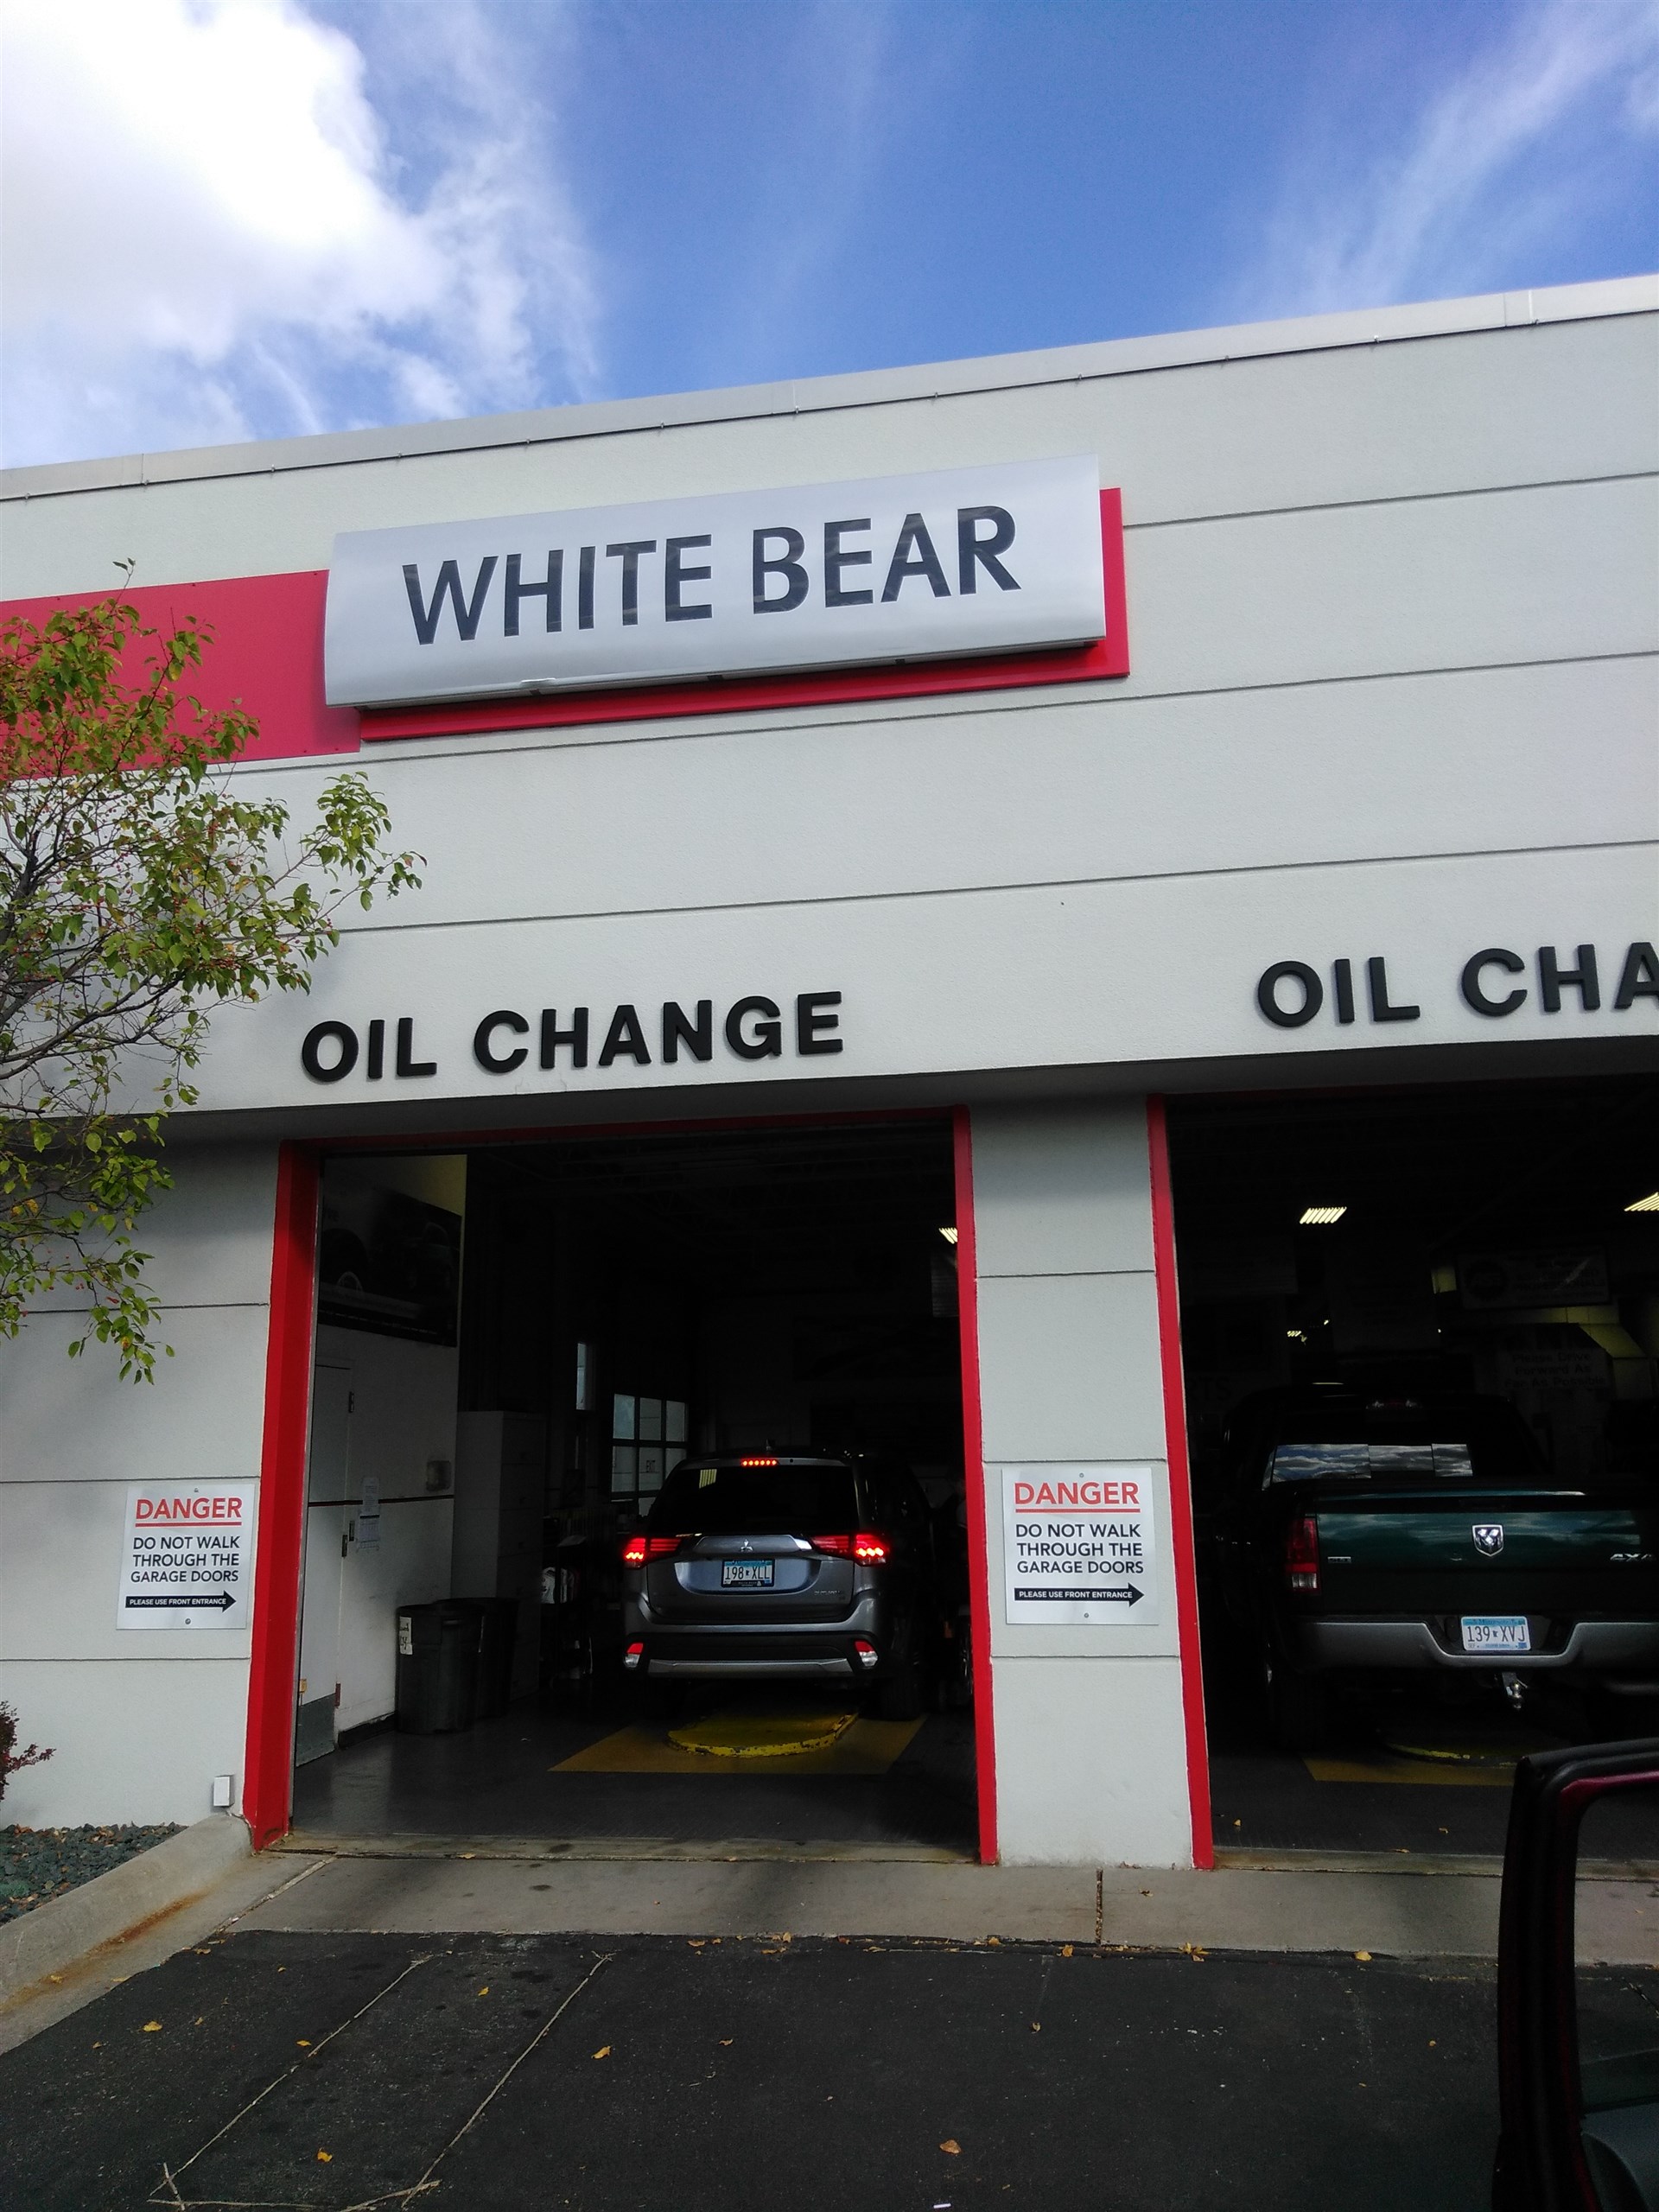 WHITE BEAR
OIL CHANGE
OIL CHA
DANGER
DO NOT WALK
THROUGH THE
GARAGE DOORS
PLEASE USE FRONT ENTRANCE
DANGER
DO NOT WALK
THROUGH THE
GARAGE DOORS
PLEASE USE FRONT ENTRANCE
198 XLL
139 XVJ
4X4